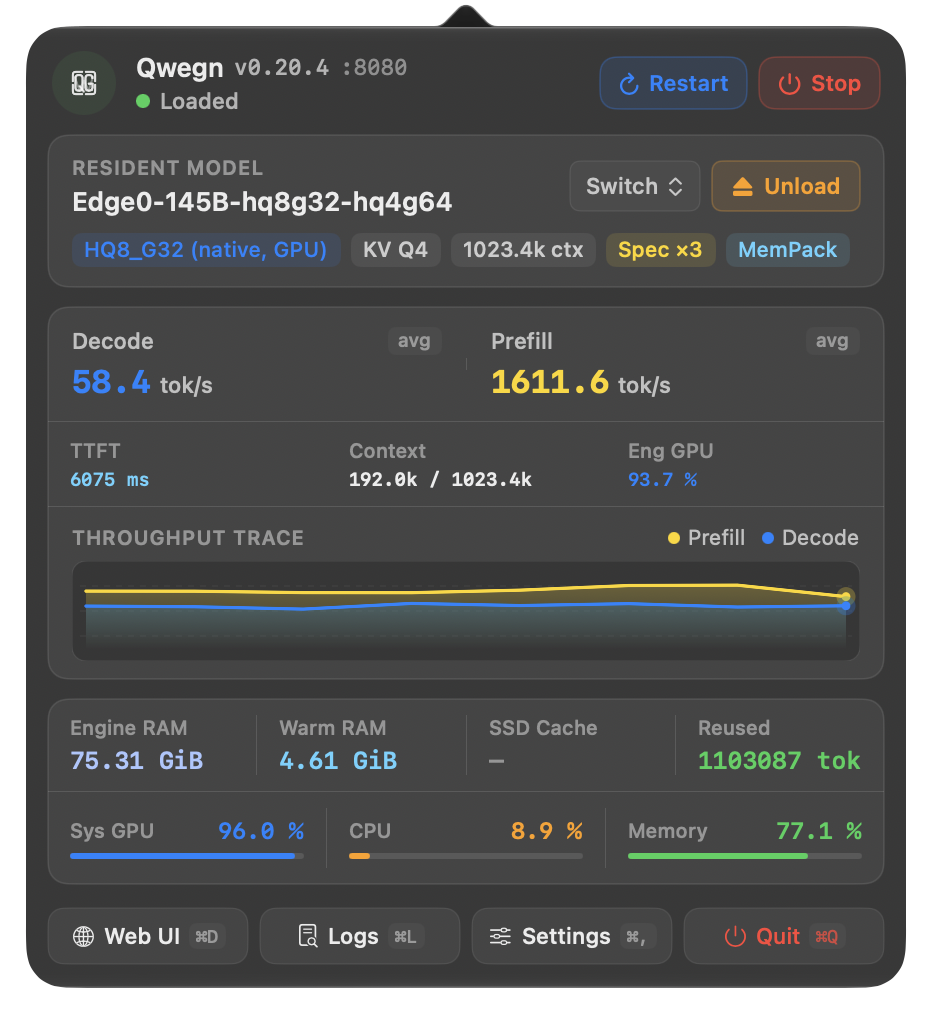 QG
Qwegn v0.20.4 :8080
Loaded
Restart
Stop
RESIDENT MODEL
Edge0-145B-hq8g32-hq4g64
Switch
Unload
HQ8_G32 (native, GPU) KV Q4 1023.4k ctx Spec ×3 MemPack
Decode avg
58.4 tok/s
Prefill avg
1611.6 tok/s
TTFT
6075 ms
Context
192.0k / 1023.4k
Eng GPU
93.7 %
THROUGHPUT TRACE
Prefill Decode
Engine RAM
75.31 GiB
Warm RAM
4.61 GiB
SSD Cache
—
Reused
1103087 tok
Sys GPU 96.0 %
CPU 8.9 %
Memory 77.1 %
Web UI ⌘D
Logs ⌘L
Settings ⌘,
Quit ⌘Q